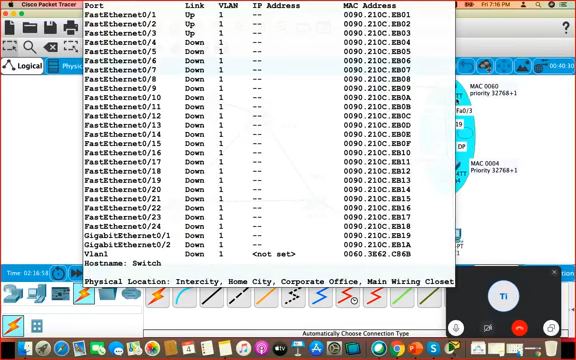 Cisco Packet Tracer
Fri 7:16 PM
Port Link VLAN IP Address MAC Address
FastEthernet0/1 Up 1 -- 0090.210C.EB01
FastEthernet0/2 Up 1 -- 0090.210C.EB02
FastEthernet0/3 Up 1 -- 0090.210C.EB03
FastEthernet0/4 Down 1 -- 0090.210C.EB04
FastEthernet0/5 Down 1 -- 0090.210C.EB05
FastEthernet0/6 Down 1 -- 0090.210C.EB06
FastEthernet0/7 Down 1 -- 0090.210C.EB07
FastEthernet0/8 Down 1 -- 0090.210C.EB08
FastEthernet0/9 Down 1 -- 0090.210C.EB09
FastEthernet0/10 Down 1 -- 0090.210C.EB0A
FastEthernet0/11 Down 1 -- 0090.210C.EB0B
FastEthernet0/12 Down 1 -- 0090.210C.EB0C
FastEthernet0/13 Down 1 -- 0090.210C.EB0D
FastEthernet0/14 Down 1 -- 0090.210C.EB0E
FastEthernet0/15 Down 1 -- 0090.210C.EB0F
FastEthernet0/16 Down 1 -- 0090.210C.EB10
FastEthernet0/17 Down 1 -- 0090.210C.EB11
FastEthernet0/18 Down 1 -- 0090.210C.EB12
FastEthernet0/19 Down 1 -- 0090.210C.EB13
FastEthernet0/20 Down 1 -- 0090.210C.EB14
FastEthernet0/21 Down 1 -- 0090.210C.EB15
FastEthernet0/22 Down 1 -- 0090.210C.EB16
FastEthernet0/23 Down 1 -- 0090.210C.EB17
FastEthernet0/24 Down 1 -- 0090.210C.EB18
GigabitEthernet0/1 Down 1 -- 0090.210C.EB19
GigabitEthernet0/2 Down 1 -- 0090.210C.EB1A
Vlan1 Down 1 <not set> 0060.3E62.C86B
Hostname: Switch
Physical Location: Intercity, Home City, Corporate Office, Main Wiring Closet
Logical
Physic
00:40:30
MAC 0060
priority 32768+1
Fa0/3
19
DP
MAC 0004
priority 32768+1
Time: 02:16:58
Ti
Automatically Choose Connection Type